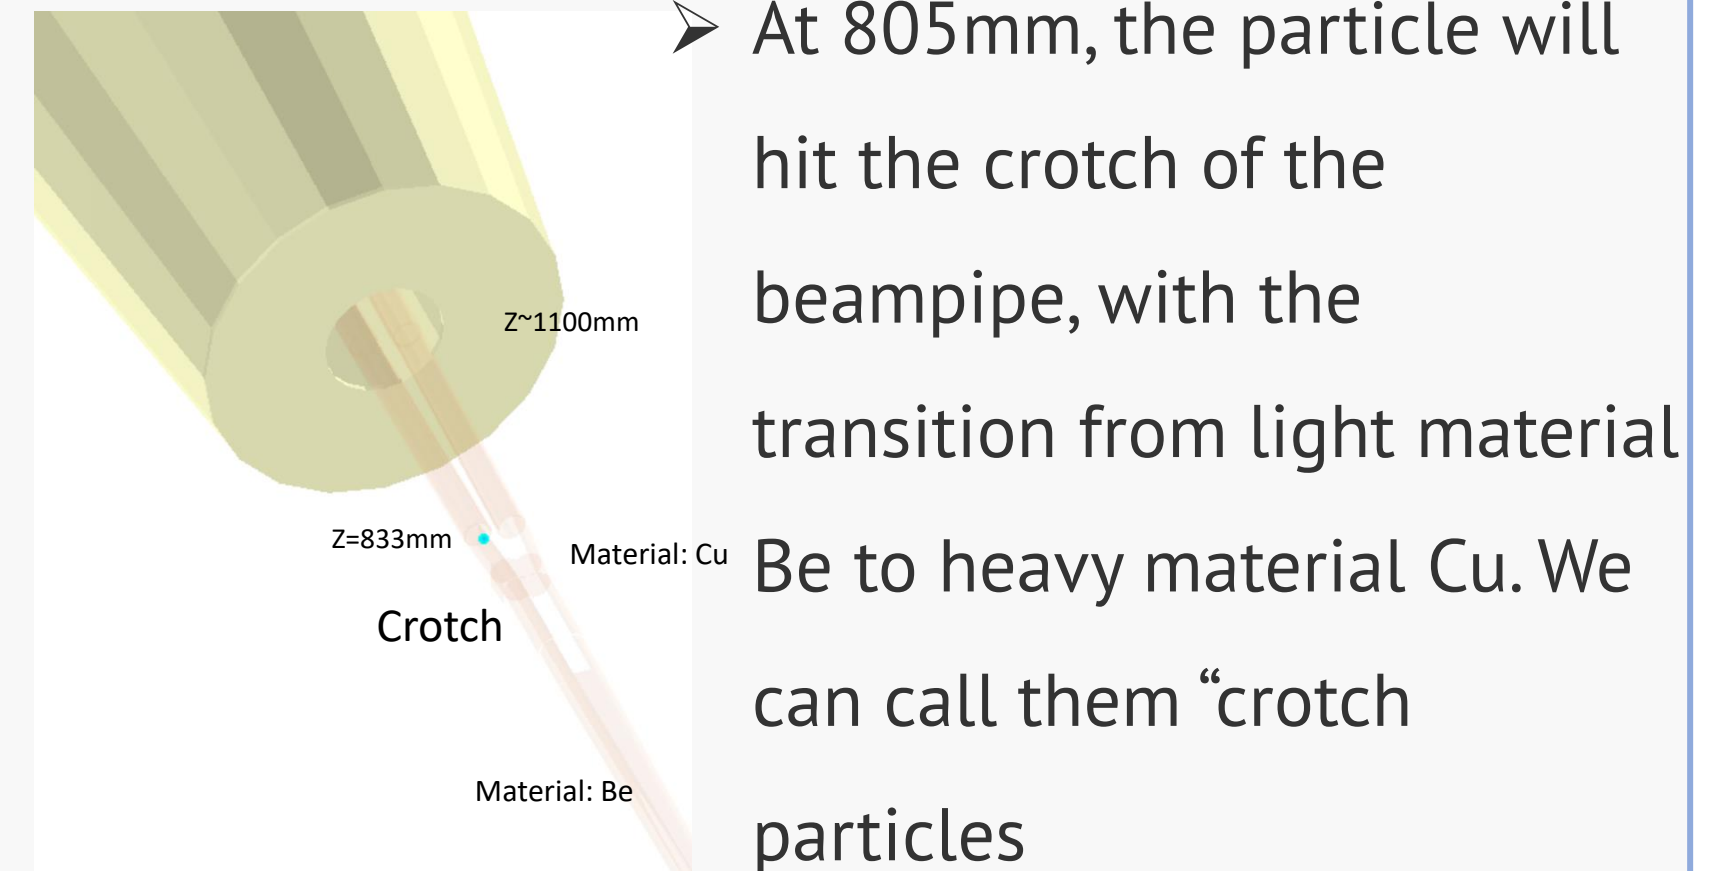 Z~1100mm
Z=833mm
Material: Cu
Crotch
Material: Be
➢ At 805mm, the particle will
hit the crotch of the
beampipe, with the
transition from light material
Be to heavy material Cu. We
can call them “crotch
particles